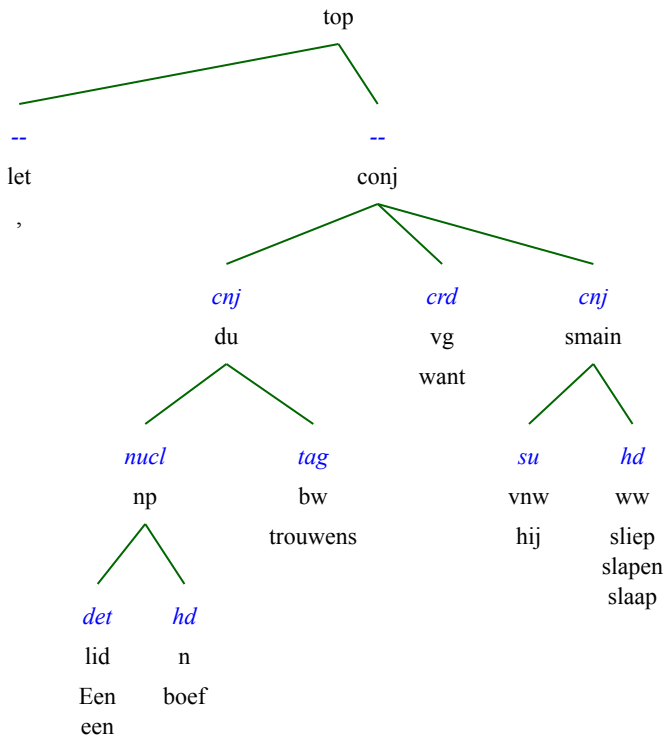 top
-- --
let conj
,
cnj crd cnj
du vg smain
want
nucl tag su hd
np bw vnw ww
trouwens hij sliep
slapen
slaap
det hd
lid n
Een boef
een